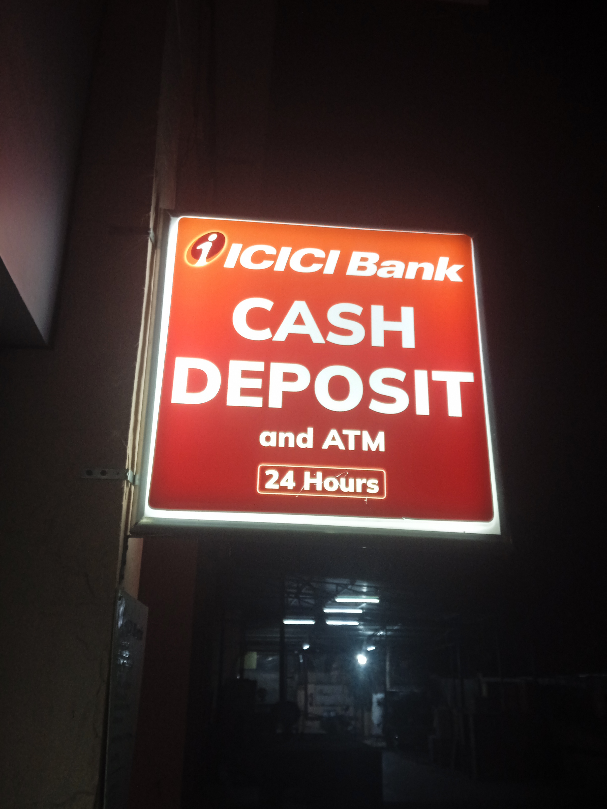 ICICI Bank
CASH
DEPOSIT
and ATM
24 Hours